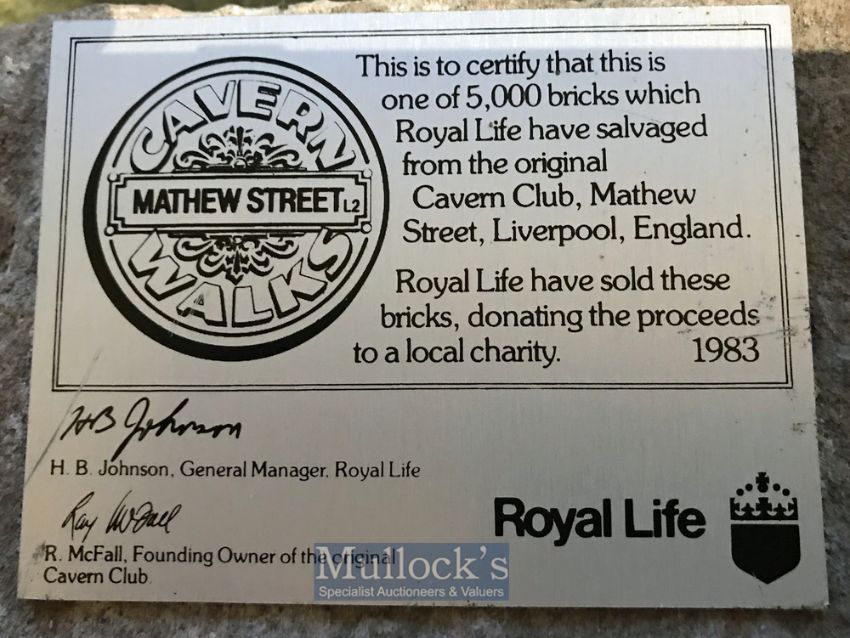 CAVERN
MATHEW STREET L2
WALKS
This is to certify that this is
one of 5,000 bricks which
Royal Life have salvaged
from the original
Cavern Club, Mathew
Street, Liverpool, England.
Royal Life have sold these
bricks, donating the proceeds
to a local charity. 1983
HB Johnson
H. B. Johnson, General Manager, Royal Life
Ray McFall
R. McFall, Founding Owner of the original
Cavern Club.
Royal Life
Mullock's
Specialist Auctioneers & Valuers